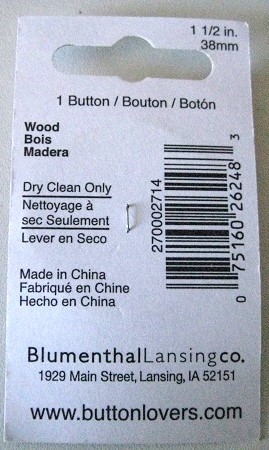 1 1/2 in.
38mm
1 Button / Bouton / Botón
Wood
Bois
Madera
Dry Clean Only
Nettoyage à
sec Seulement
Lever en Seco
Made in China
Fabriqué en Chine
Hecho en China
270002714
0 75160 26248 3
BlumenthalLansingco.
1929 Main Street, Lansing, IA 52151
www.buttonlovers.com